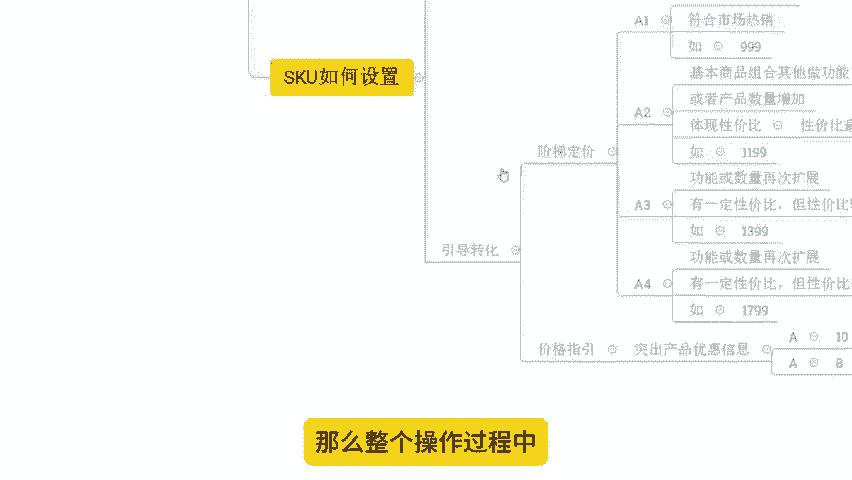 A1
符合市场热销
如 999
SKU如何设置
基本商品组合其他做功能
A2
或者产品数量增加
体现性价比 性价比最
如 1199
阶梯定价
功能或数量再次扩展
A3
有一定性价比，但性价比
如 1399
引导转化
功能或数量再次扩展
A4
有一定性价比，但性价比
如 1799
价格指引 突出产品优惠信息
A 10
A 8
那么整个操作过程中